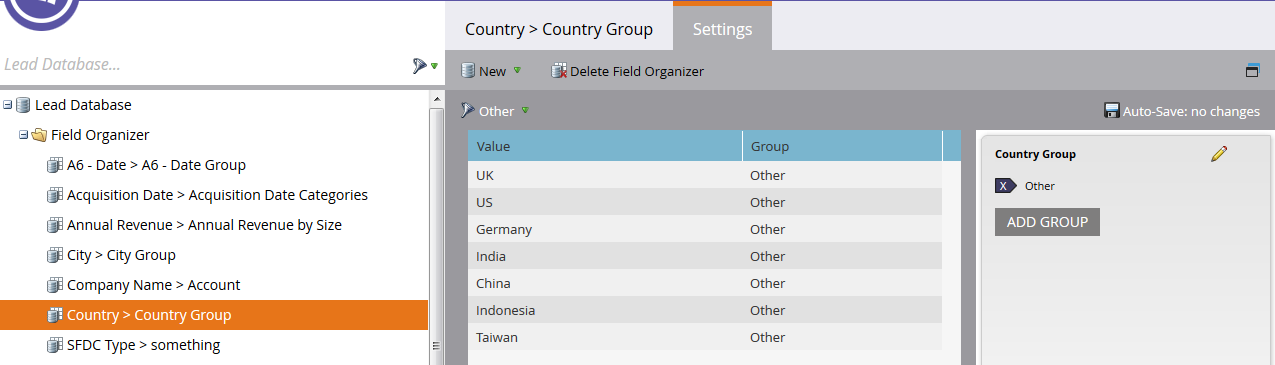 Country > Country Group
Settings
Lead Database...
New
Delete Field Organizer
Lead Database
Field Organizer
A6 - Date > A6 - Date Group
Acquisition Date > Acquisition Date Categories
Annual Revenue > Annual Revenue by Size
City > City Group
Company Name > Account
Country > Country Group
SFDC Type > something
Other
Auto-Save: no changes
Value Group
UK Other
US Other
Germany Other
India Other
China Other
Indonesia Other
Taiwan Other
Country Group
X Other
ADD GROUP